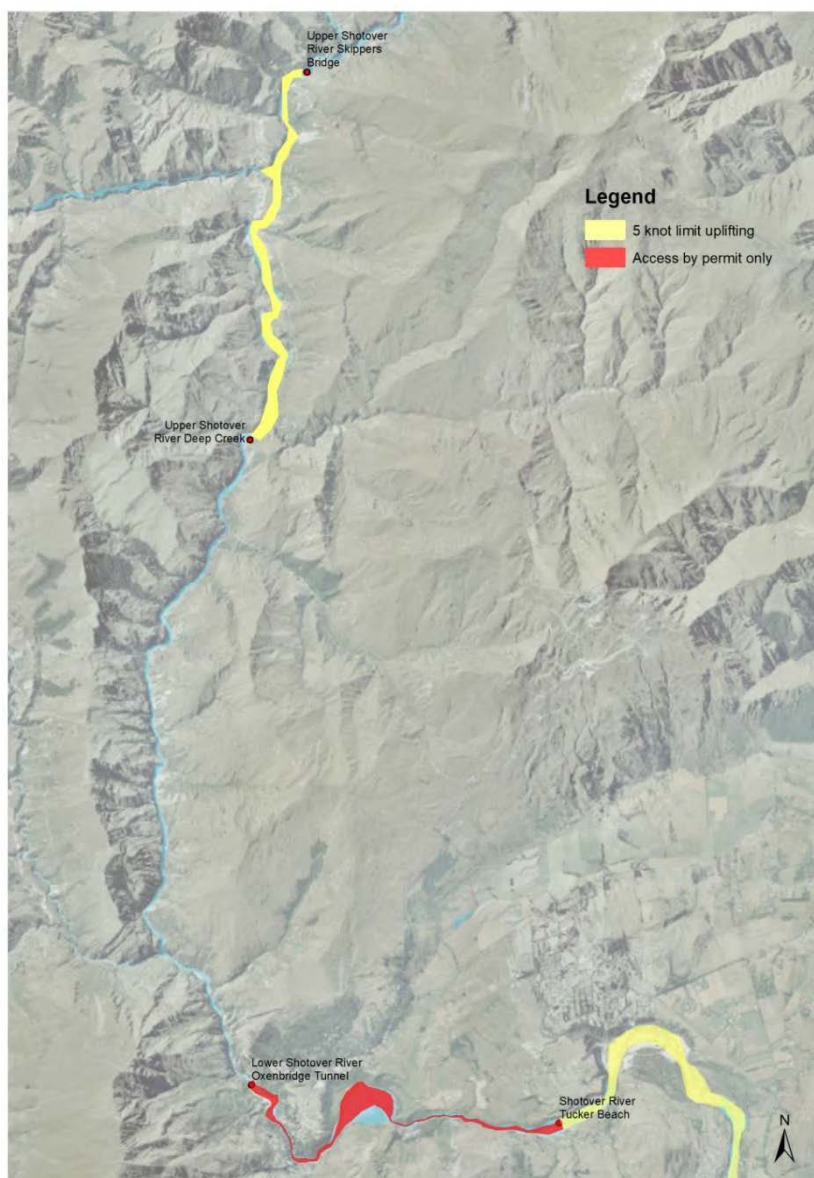 Upper Shotover
River Skippers
Bridge
Legend
5 knot limit uplifting
Access by permit only
Upper Shotover
River Deep Creek
Lower Shotover River
Oxenbridge Tunnel
Shotover River
Tucker Beach
N